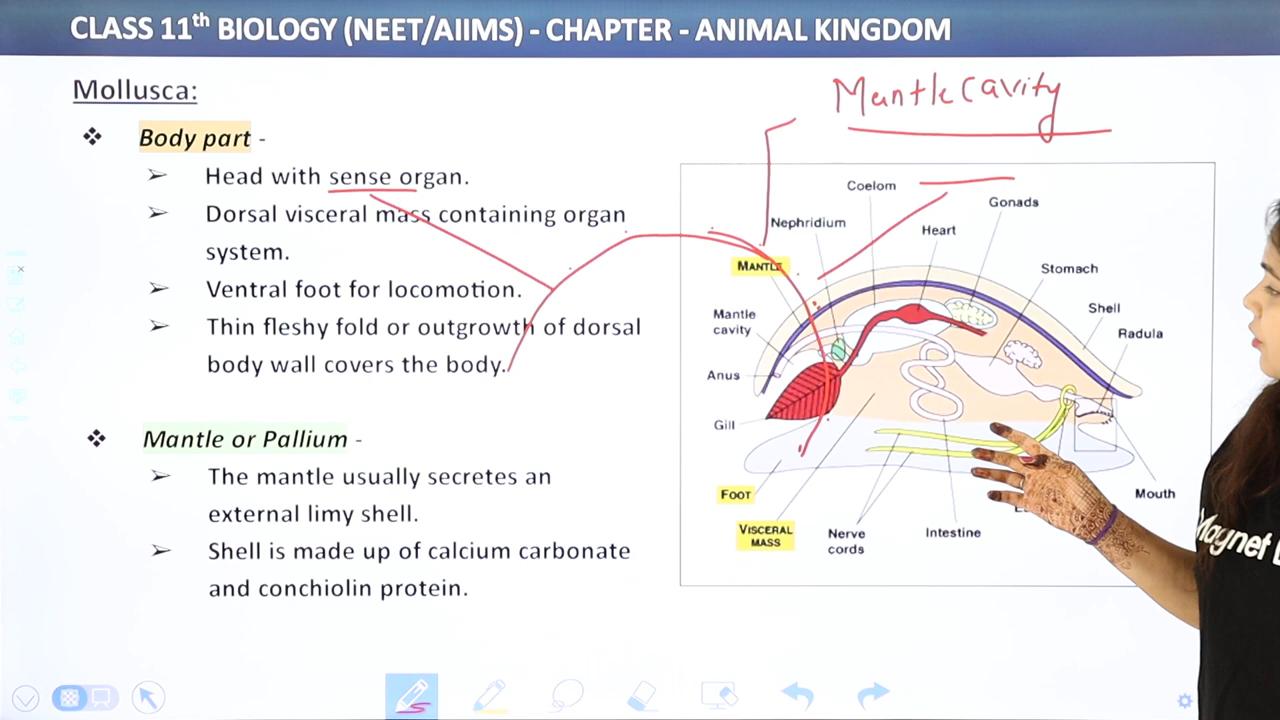 CLASS 11th BIOLOGY (NEET/AIIMS) - CHAPTER - ANIMAL KINGDOM
Mollusca:
❖ Body part -
➢ Head with sense organ.
➢ Dorsal visceral mass containing organ
system.
➢ Ventral foot for locomotion.
➢ Thin fleshy fold or outgrowth of dorsal
body wall covers the body.
❖ Mantle or Pallium -
➢ The mantle usually secretes an
external limy shell.
➢ Shell is made up of calcium carbonate
and conchiolin protein.
Mantle Cavity
Coelom
Gonads
Nephridium
Heart
MANTLE
Stomach
Mantle
cavity
Shell
Radula
Anus
Gill
FOOT
Mouth
VISCERAL
MASS
Nerve
cords
Intestine
Magnet